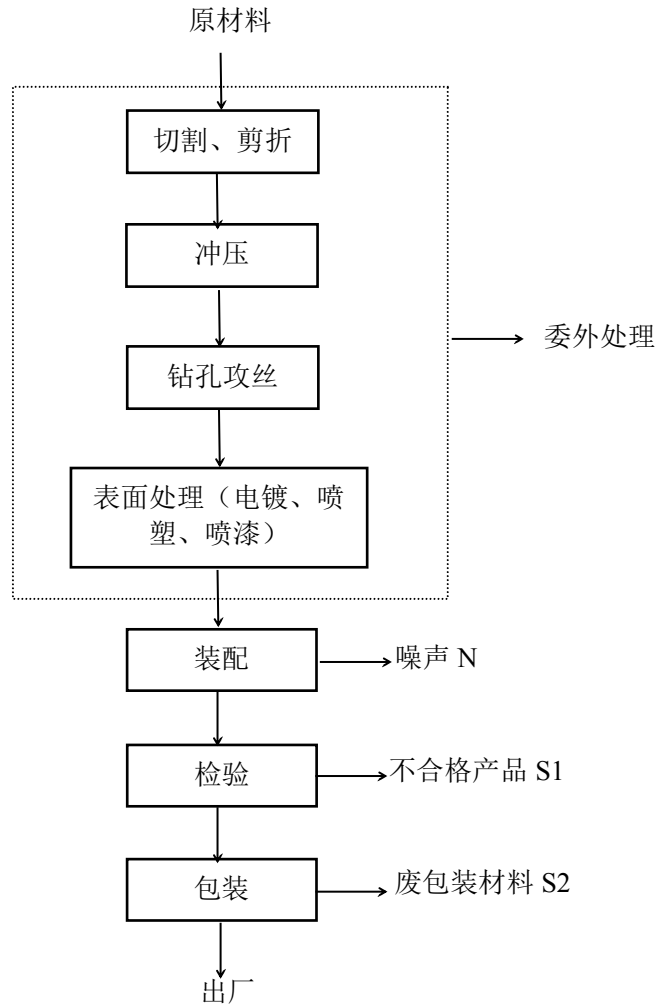 原材料
切割、剪折
冲压
钻孔攻丝
委外处理
表面处理（电镀、喷
塑、喷漆）
装配
噪声 N
检验
不合格产品 S1
包装
废包装材料 S2
出厂